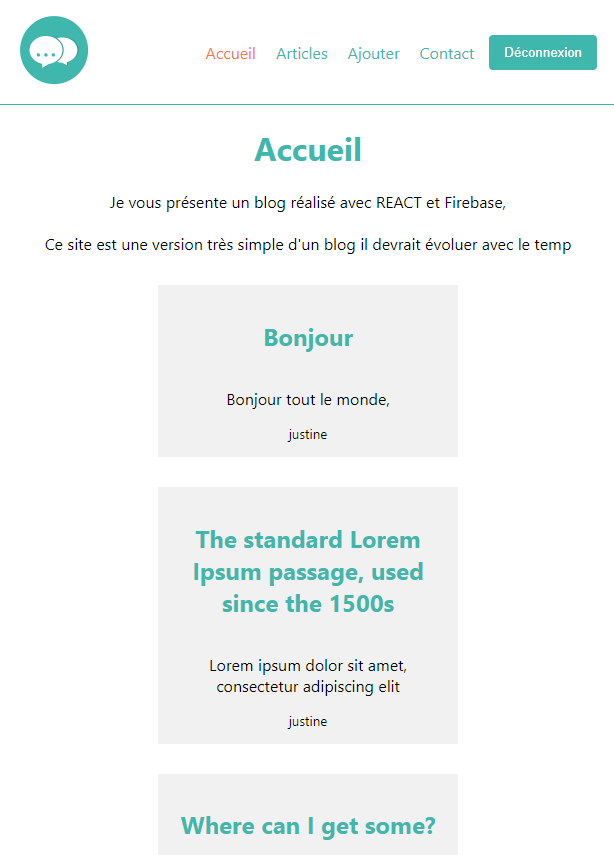 Accueil Articles Ajouter Contact Déconnexion
Accueil
Je vous présente un blog réalisé avec REACT et Firebase,
Ce site est une version très simple d'un blog il devrait évoluer avec le temp
Bonjour
Bonjour tout le monde,
justine
The standard Lorem
Ipsum passage, used
since the 1500s
Lorem ipsum dolor sit amet,
consectetur adipiscing elit
justine
Where can I get some?